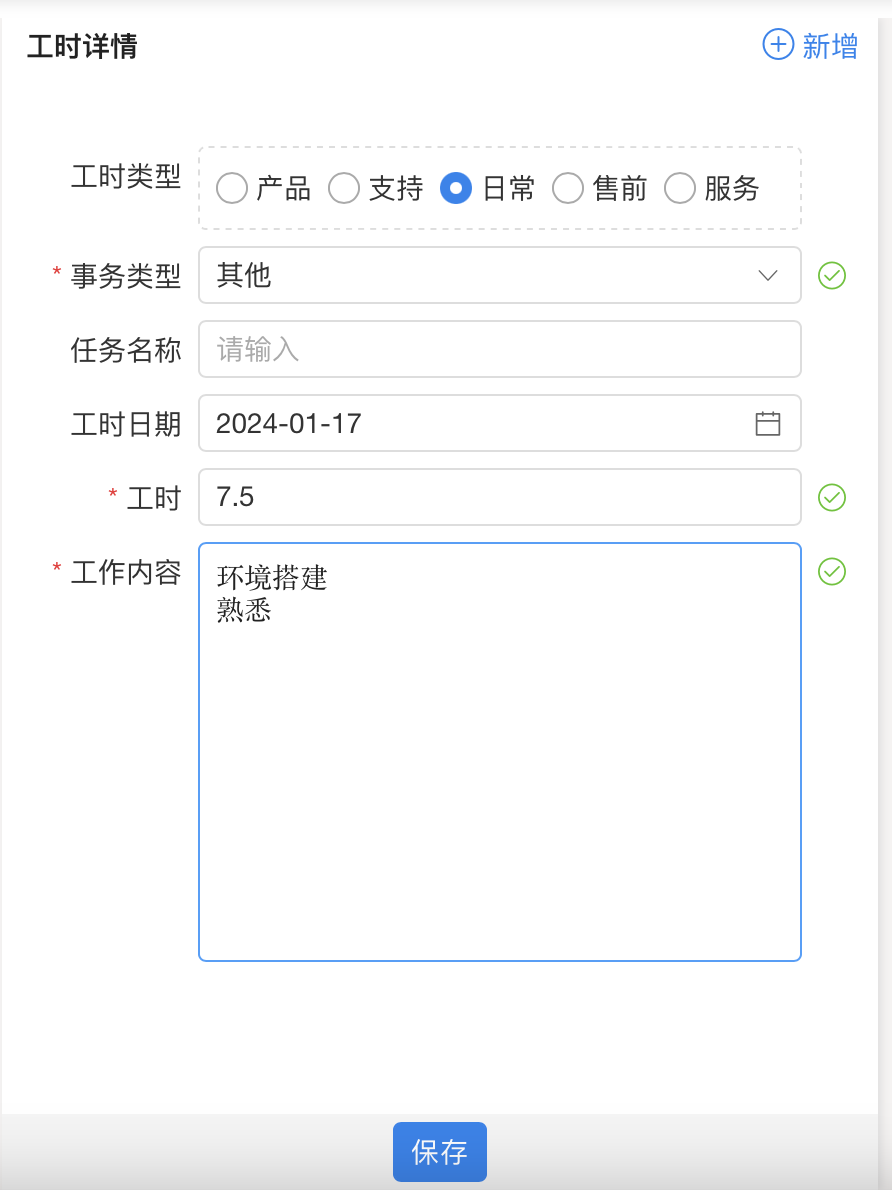 工时详情
新增
工时类型
产品 支持 日常 售前 服务
* 事务类型 其他
任务名称 请输入
工时日期 2024-01-17
* 工时 7.5
* 工作内容 环境搭建
熟悉
保存